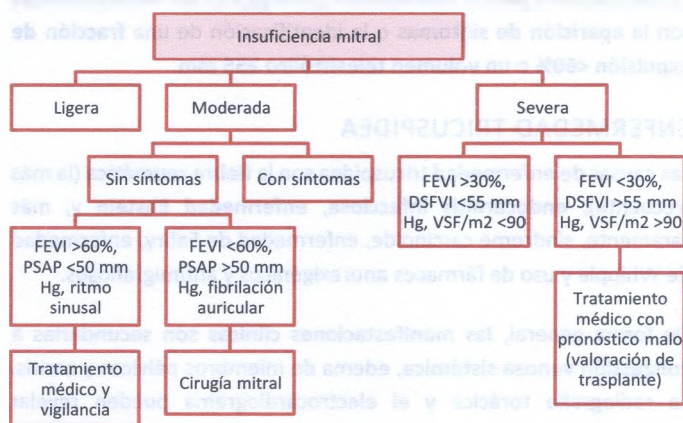 Insuficiencia mitral
Ligera
Moderada
Severa
Sin síntomas
Con síntomas
FEVI >60%,
PSAP <50 mm
Hg, ritmo
sinusal
FEVI <60%,
PSAP >50 mm
Hg, fibrilación
auricular
FEVI >30%,
DSFVI <55 mm
Hg, VSF/m2 <90
FEVI <30%,
DSFVI >55 mm
Hg, VSF/m2 >90
Tratamiento
médico y
vigilancia
Cirugía mitral
Tratamiento
médico con
pronóstico malo
(valoración de
trasplante)